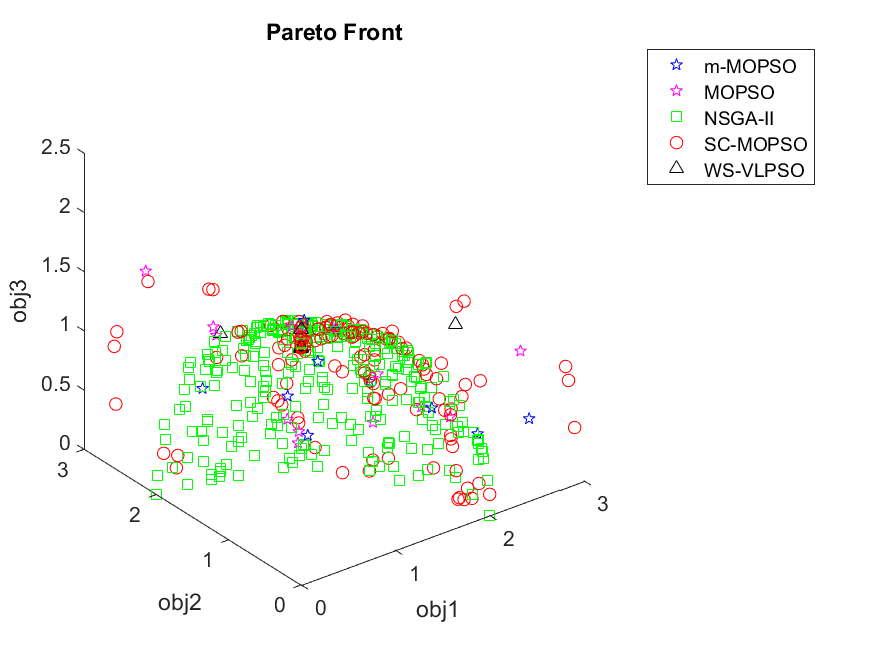 Pareto Front
m-MOPSO
MOPSO
NSGA-II
SC-MOPSO
WS-VLPSO
2.5
2
1.5
1
0.5
0
obj3
3
2
1
0
obj2
0
1
2
3
obj1